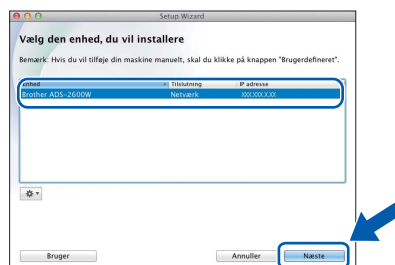 Setup Wizard
Vælg den enhed, du vil installere
Bemærk: Hvis du vil tilføje din maskine manuelt, skal du klikke på knappen "Brugerdefineret".
Enhed Tilslutning IP adresse
Brother ADS-2600W Netværk XXX.XXX.X.XX
Bruger Annuller Næste